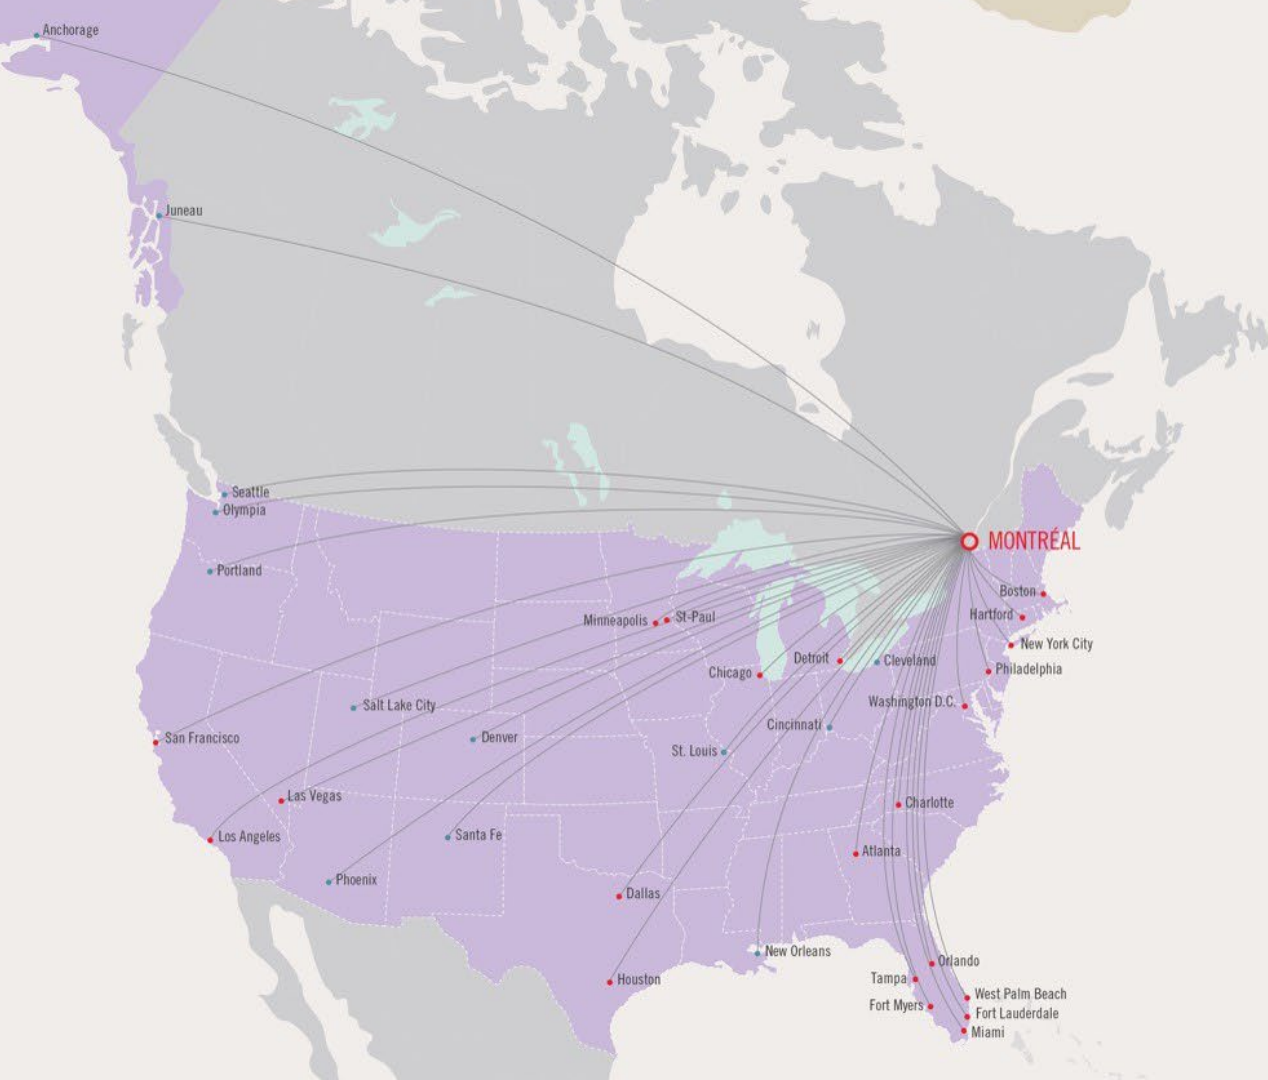 Anchorage
Juneau
Seattle
Olympia
MONTRÉAL
Portland
Boston
Hartford
Minneapolis
St-Paul
New York City
Detroit
Cleveland
Philadelphia
Chicago
Washington D.C.
Salt Lake City
Cincinnati
San Francisco
Denver
St. Louis
Las Vegas
Charlotte
Los Angeles
Santa Fe
Atlanta
Phoenix
Dallas
New Orleans
Orlando
Houston
Tampa
West Palm Beach
Fort Myers
Fort Lauderdale
Miami